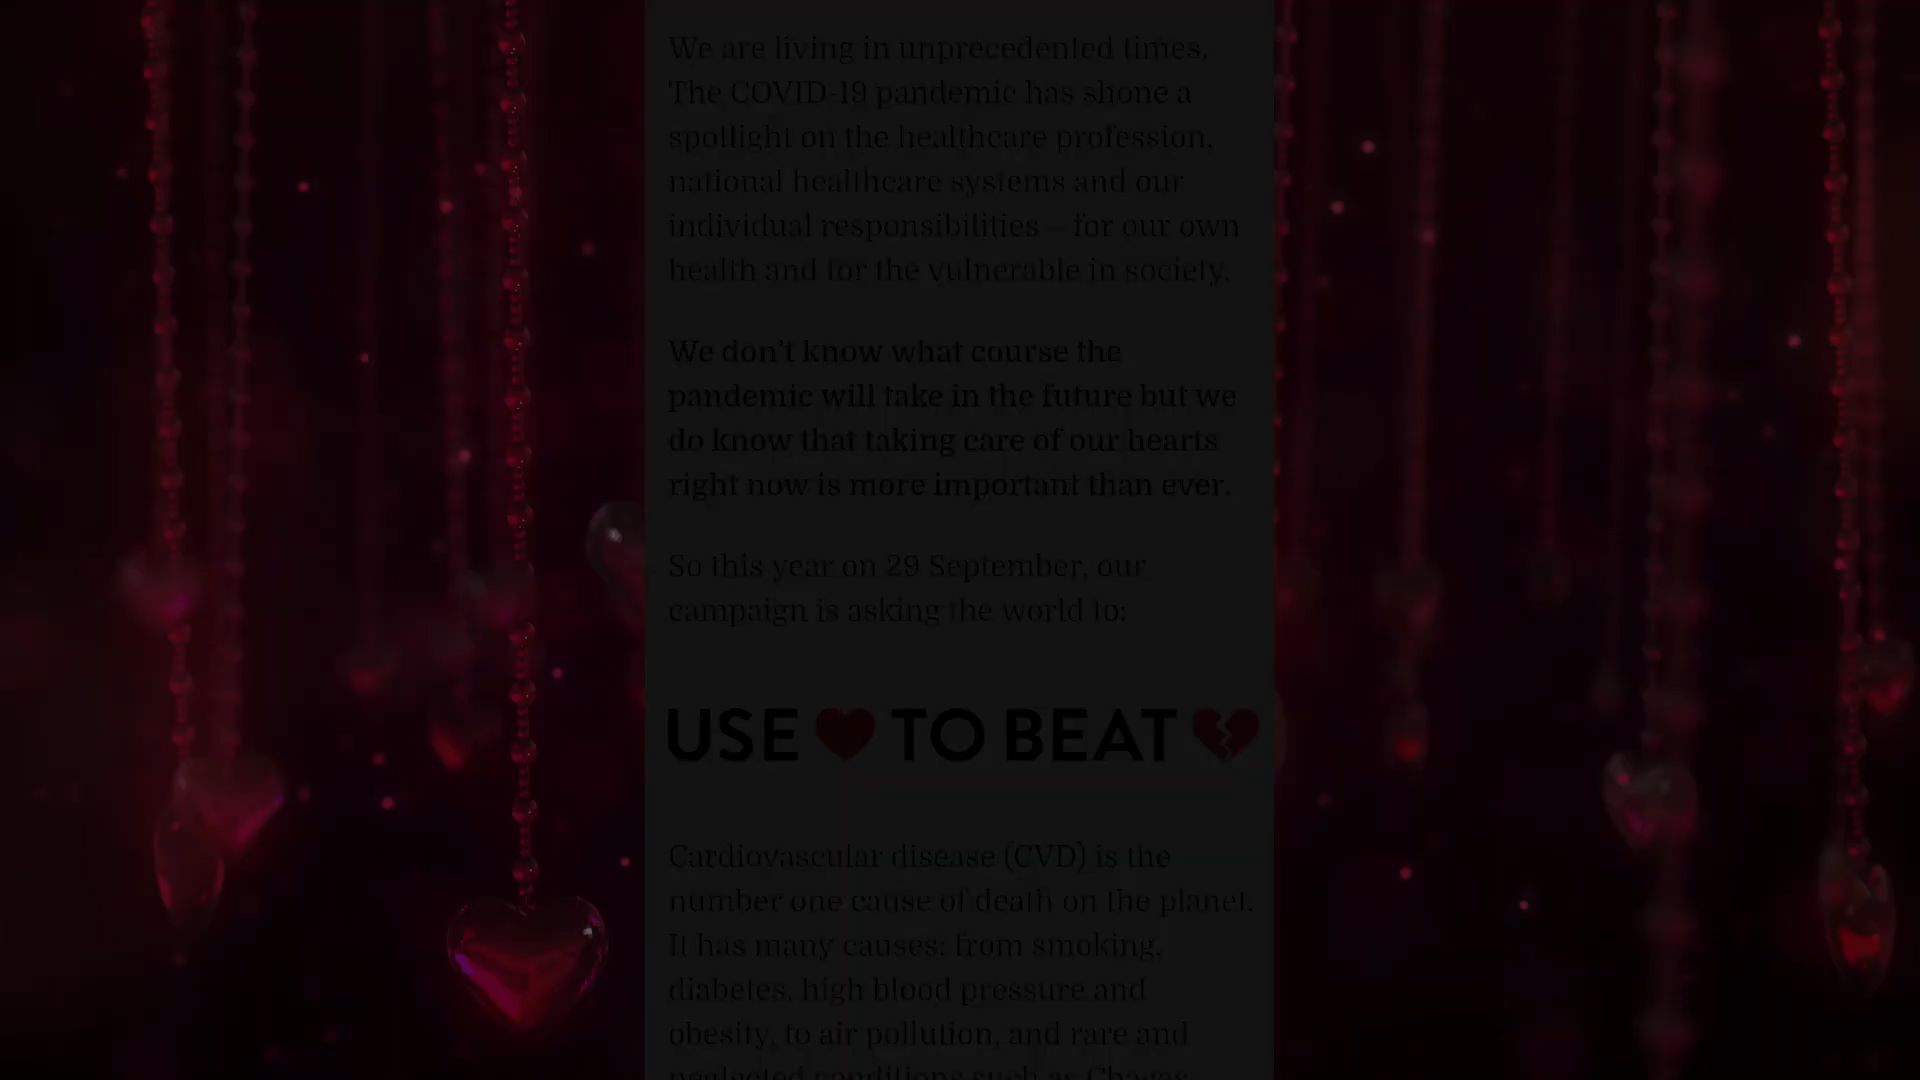 We are living in unprecedented times.
The COVID-19 pandemic has shone a
spotlight on the healthcare profession,
national healthcare systems and our
individual responsibilities – for our own
health and for the vulnerable in society.
We don't know what course the
pandemic will take in the future but we
do know that taking care of our hearts
right now is more important than ever.
So this year on 29 September, our
campaign is asking the world to:
USE ❤ TO BEAT 💔
Cardiovascular disease (CVD) is the
number one cause of death on the planet.
It has many causes: from smoking,
diabetes, high blood pressure and
obesity, to air pollution, and rare and
neglected conditions such as Chagas